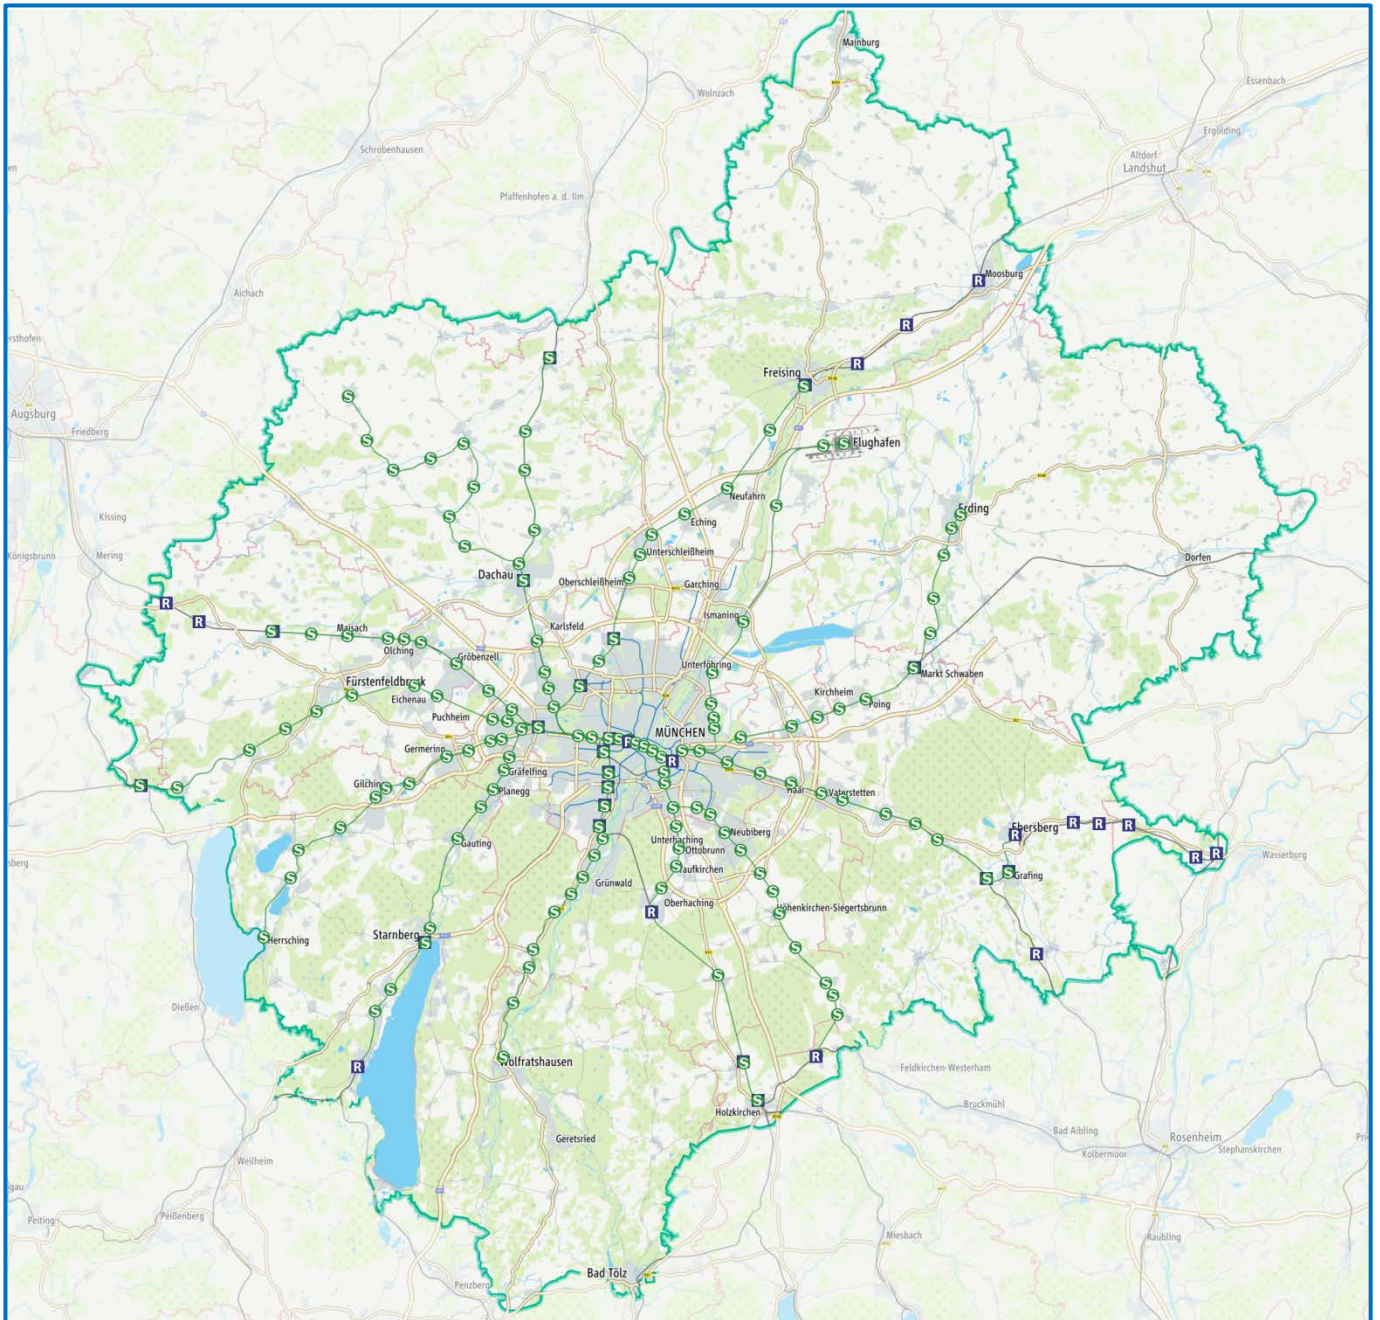 Mainburg
Essenbach
Wolnzach
Ergolding
Schrobenhausen
Altdorf
Landshut
Pfaffenhofen a. d. Ilm
Moosburg
R
Aichach
R
ersthofen
S
R
Freising
S
S
Augsburg
Friedberg
S
S
S
S
S
S Flughafen
S
S
S
S
S
S
Neufahrn
S
Erding
S
Kissing
S
S
Eching
S
S
Königsbrunn
Mering
S
S
Unterschleißheim
S
Dorfen
S
Dachau
S
Oberschleißheim
S
Garching
R
S
R
Ismaning
S
S
S
Maisach
S
S
S
S
Olching
Karlsfeld
S
S
S
Gröbenzell
S
S
Unterföhring
S
S
Markt Schwaben
Fürstenfeldbruck
S
S
S
S
S
Eichenau
S
Kirchheim
S
Poing
Puchheim
MÜNCHEN
Germering
Gilching
Gräfelfing
Planegg
Haar
Vaterstetten
Ebersberg
R
R
R
R
Neubiberg
Unterhaching
Ottobrunn
Gauting
Wasserburg
Taufkirchen
Grafing
Grünwald
Oberhaching
R
Höhenkirchen-Siegertsbrunn
Starnberg
S
Herrsching
R
Dießen
Wolfratshausen
R
R
Feldkirchen-Westerham
Holzkirchen
Bruckmühl
Bad Aibling
Rosenheim
Geretsried
Kolbermoor
Stephanskirchen
Weilheim
Peiting
Peißenberg
Miesbach
Raubling
Bad Tölz
Penzberg